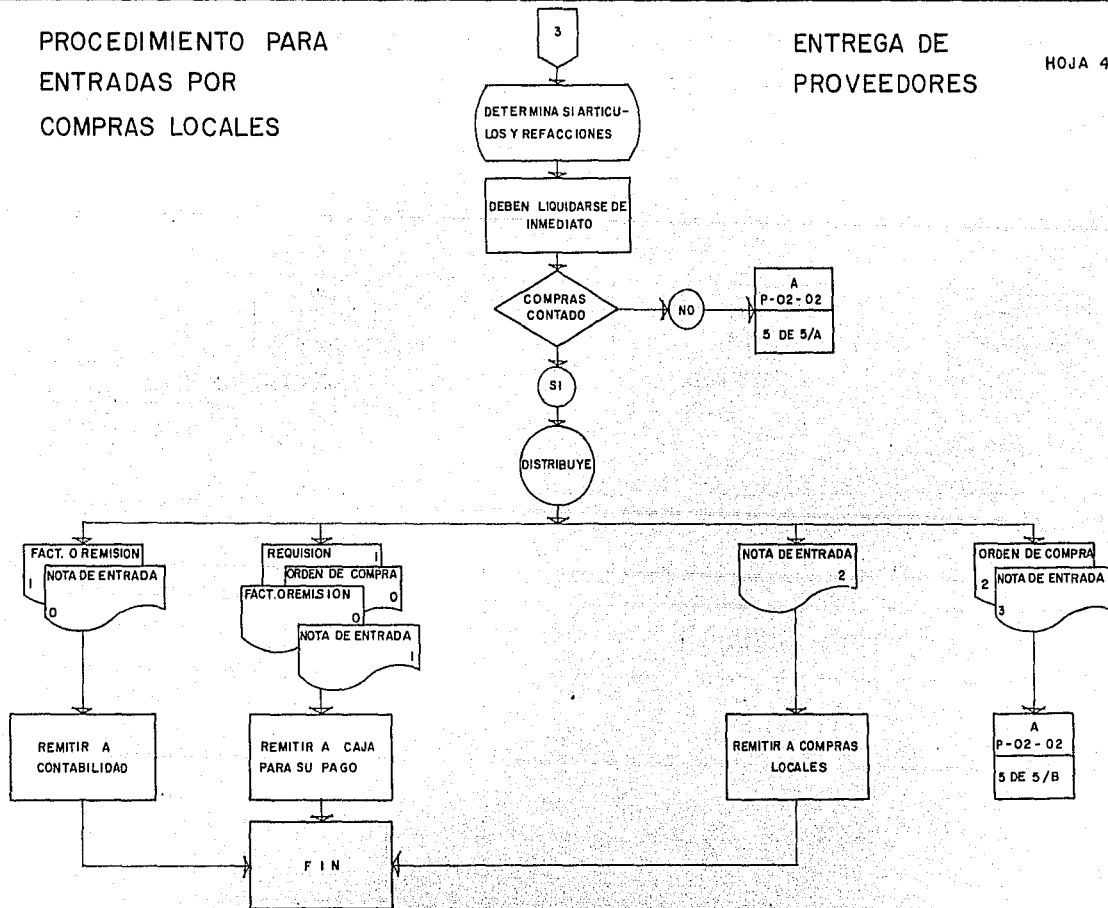 PROCEDIMIENTO PARA
ENTRADAS POR
COMPRAS LOCALES
3
ENTREGA DE
PROVEEDORES
HOJA 4
DETERMINA SI ARTICU-
LOS Y REFACCIONES
DEBEN LIQUIDARSE DE
INMEDIATO
COMPRAS
CONTADO
NO
A
P-02-02
5 DE 5/A
SI
DISTRIBUYE
FACT. O REMISION
1
NOTA DE ENTRADA
0
REQUISION 1
ORDEN DE COMPRA
0
FACT. O REMISION
0
NOTA DE ENTRADA
1
NOTA DE ENTRADA
2
ORDEN DE COMPRA
2
NOTA DE ENTRADA
3
REMITIR A
CONTABILIDAD
REMITIR A CAJA
PARA SU PAGO
REMITIR A COMPRAS
LOCALES
A
P-02-02
5 DE 5/B
FIN